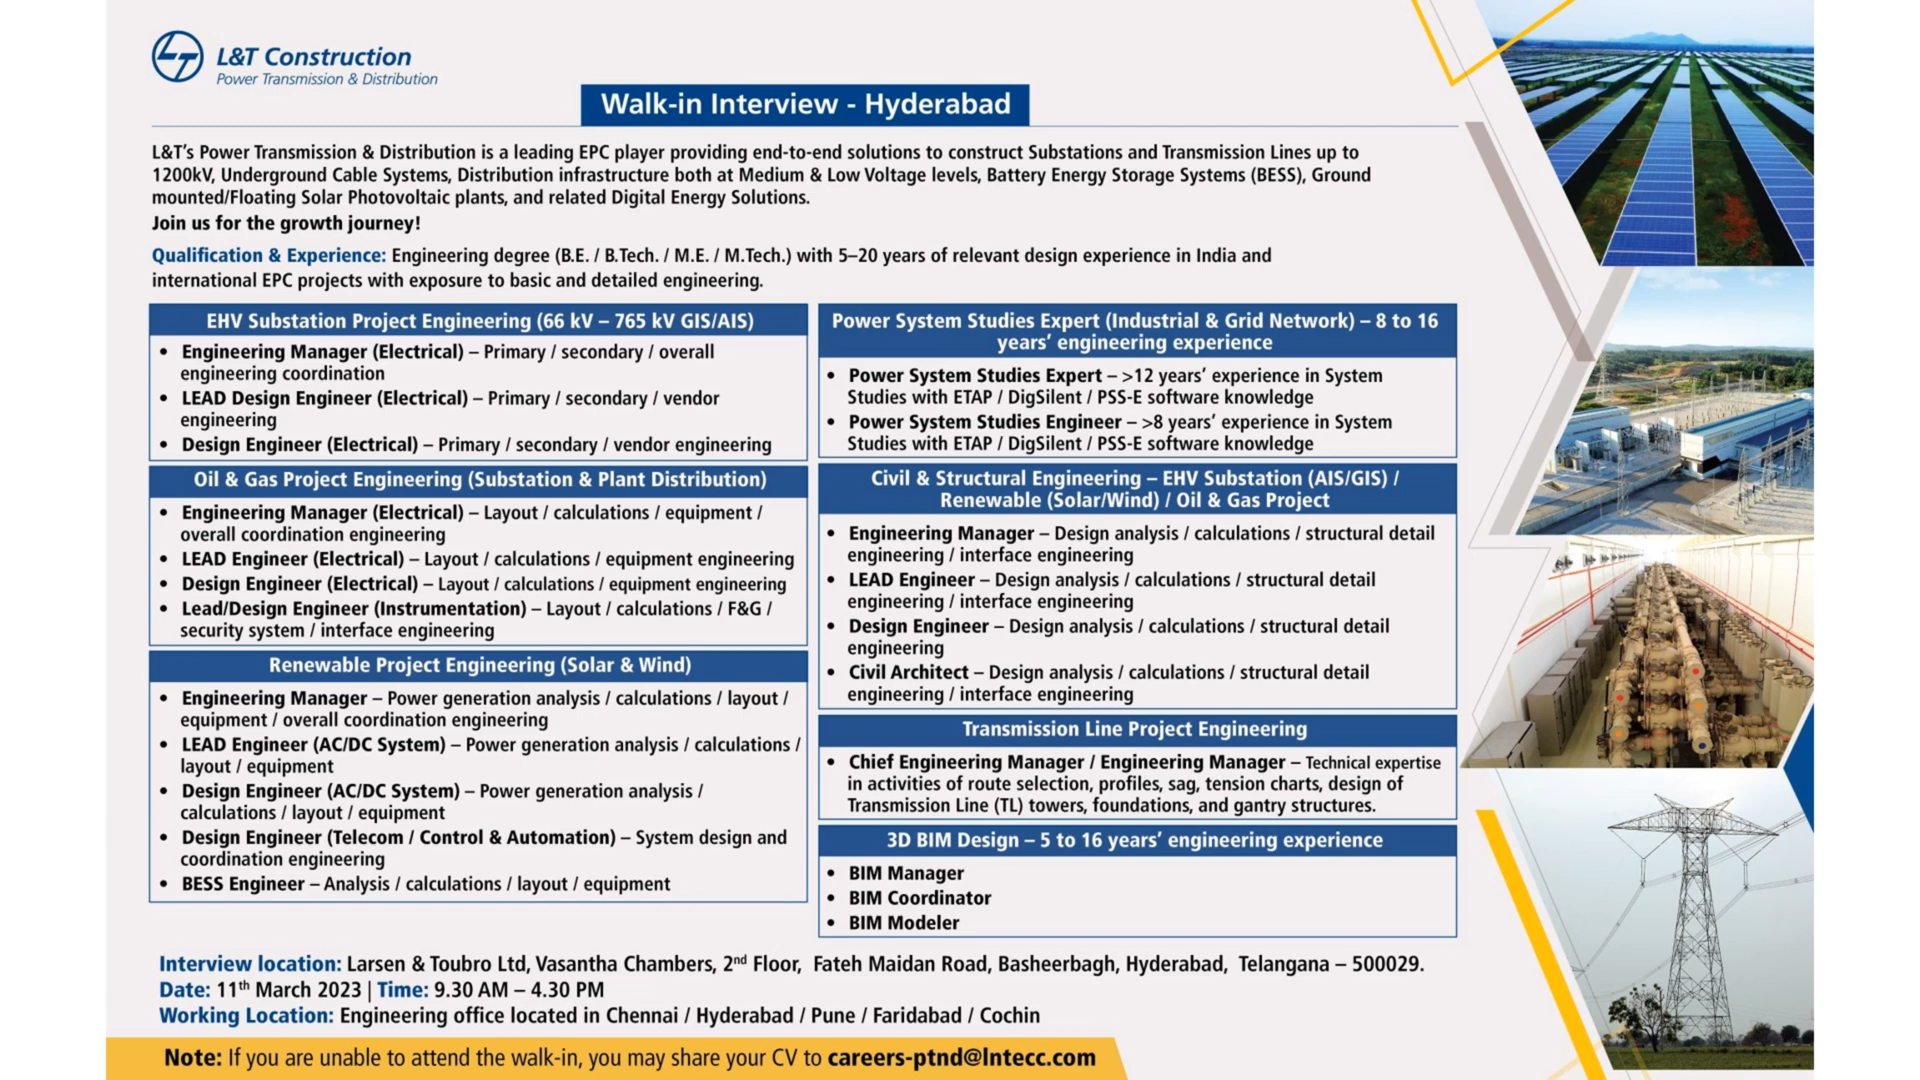 L&T Construction
Power Transmission & Distribution
Walk-in Interview - Hyderabad
L&T's Power Transmission & Distribution is a leading EPC player providing end-to-end solutions to construct Substations and Transmission Lines up to
1200kV, Underground Cable Systems, Distribution infrastructure both at Medium & Low Voltage levels, Battery Energy Storage Systems (BESS), Ground
mounted/Floating Solar Photovoltaic plants, and related Digital Energy Solutions.
Join us for the growth journey!
Qualification & Experience: Engineering degree (B.E. / B.Tech. / M.E. / M.Tech.) with 5–20 years of relevant design experience in India and
international EPC projects with exposure to basic and detailed engineering.
EHV Substation Project Engineering (66 kV – 765 kV GIS/AIS)
• Engineering Manager (Electrical) – Primary / secondary / overall
engineering coordination
• LEAD Design Engineer (Electrical) – Primary / secondary / vendor
engineering
• Design Engineer (Electrical) – Primary / secondary / vendor engineering
Oil & Gas Project Engineering (Substation & Plant Distribution)
• Engineering Manager (Electrical) – Layout / calculations / equipment /
overall coordination engineering
• LEAD Engineer (Electrical) – Layout / calculations / equipment engineering
• Design Engineer (Electrical) – Layout / calculations / equipment engineering
• Lead/Design Engineer (Instrumentation) – Layout / calculations / F&G /
security system / interface engineering
Renewable Project Engineering (Solar & Wind)
• Engineering Manager – Power generation analysis / calculations / layout /
equipment / overall coordination engineering
• LEAD Engineer (AC/DC System) – Power generation analysis / calculations /
layout / equipment
• Design Engineer (AC/DC System) – Power generation analysis /
calculations / layout / equipment
• Design Engineer (Telecom / Control & Automation) – System design and
coordination engineering
• BESS Engineer – Analysis / calculations / layout / equipment
Power System Studies Expert (Industrial & Grid Network) – 8 to 16
years' engineering experience
• Power System Studies Expert – >12 years' experience in System
Studies with ETAP / DigSilent / PSS-E software knowledge
• Power System Studies Engineer – >8 years' experience in System
Studies with ETAP / DigSilent / PSS-E software knowledge
Civil & Structural Engineering – EHV Substation (AIS/GIS) /
Renewable (Solar/Wind) / Oil & Gas Project
• Engineering Manager – Design analysis / calculations / structural detail
engineering / interface engineering
• LEAD Engineer – Design analysis / calculations / structural detail
engineering / interface engineering
• Design Engineer – Design analysis / calculations / structural detail
engineering
• Civil Architect – Design analysis / calculations / structural detail
engineering / interface engineering
Transmission Line Project Engineering
• Chief Engineering Manager / Engineering Manager – Technical expertise
in activities of route selection, profiles, sag, tension charts, design of
Transmission Line (TL) towers, foundations, and gantry structures.
3D BIM Design – 5 to 16 years' engineering experience
• BIM Manager
• BIM Coordinator
• BIM Modeler
Interview location: Larsen & Toubro Ltd, Vasantha Chambers, 2nd Floor, Fateh Maidan Road, Basheerbagh, Hyderabad, Telangana – 500029.
Date: 11th March 2023 | Time: 9.30 AM – 4.30 PM
Working Location: Engineering office located in Chennai / Hyderabad / Pune / Faridabad / Cochin
Note: If you are unable to attend the walk-in, you may share your CV to careers-ptnd@lntecc.com